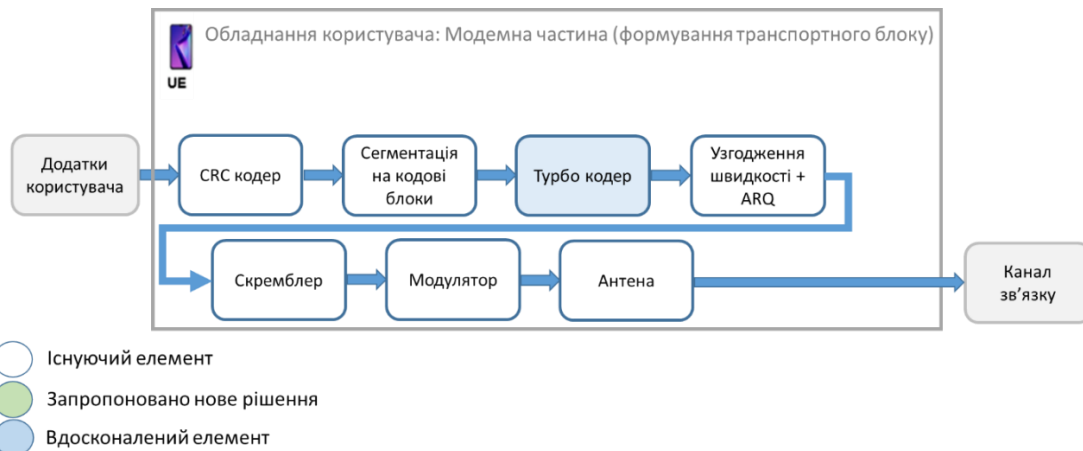 Обладнання користувача: Модемна частина (формування транспортного блоку)
UE
Додатки
користувача
CRC кодер
Сегментація
на кодові
блоки
Турбо кодер
Узгодження
швидкості +
ARQ
Скремблер
Модулятор
Антена
Канал
зв’язку
Існуючий елемент
Запропоновано нове рішення
Вдосконалений елемент